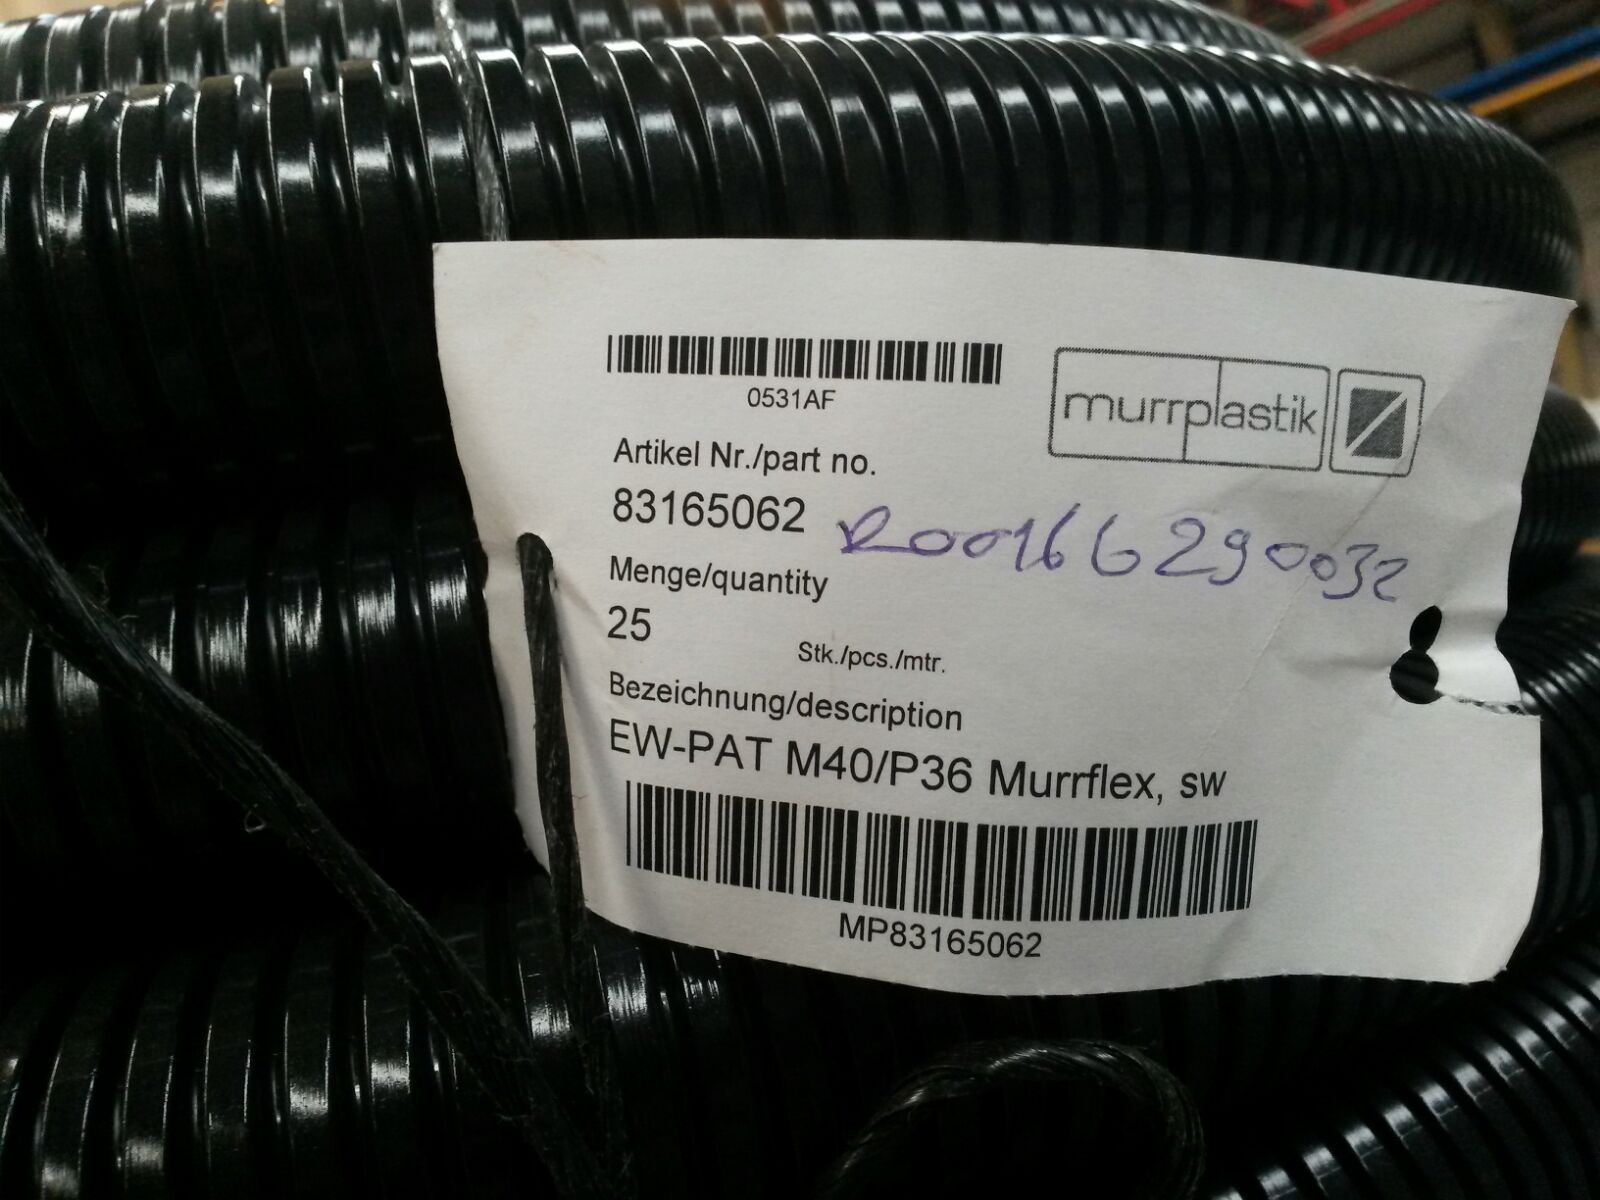 0531AF
murrplastik
Artikel Nr./part no.
83165062 R00166290032
Menge/quantity
25 Stk./pcs./mtr.
Bezeichnung/description
EW-PAT M40/P36 Murrflex, sw
MP83165062